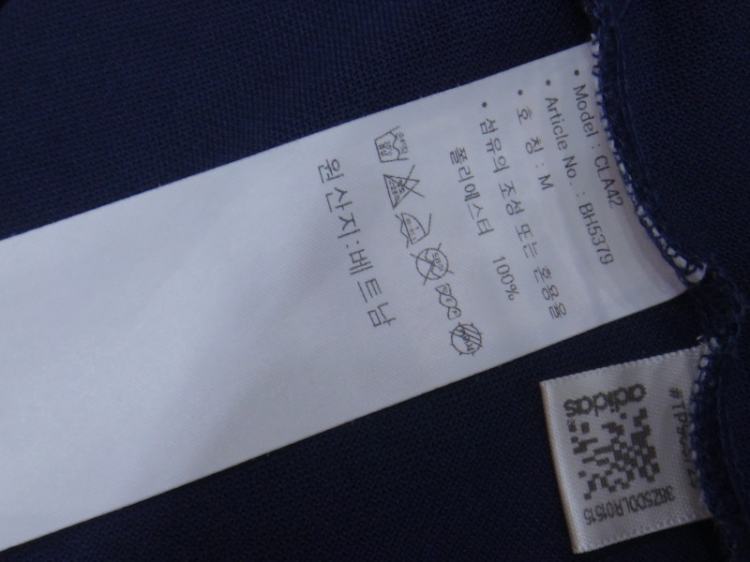 • Model : CLA42
• Article No. : BH5379
• 호 칭 : M
• 섬유의 조성 또는 혼용율
폴리에스터 100%
원산지:베트남
adidas
38ZSDOLR01515